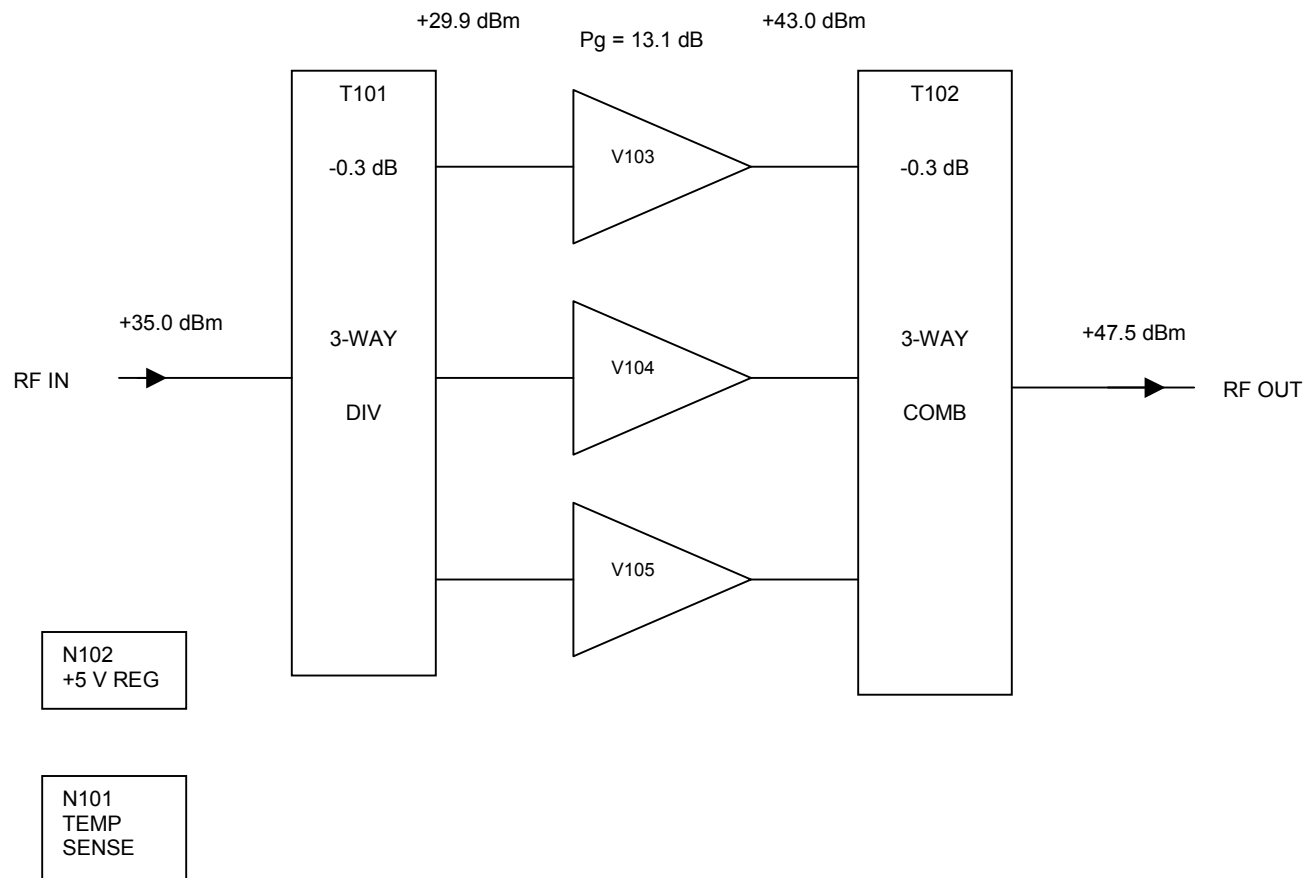 +29.9 dBm
Pg = 13.1 dB
+43.0 dBm
T101
-0.3 dB
3-WAY
DIV
V103
V104
V105
T102
-0.3 dB
3-WAY
COMB
+35.0 dBm
RF IN
+47.5 dBm
RF OUT
N102
+5 V REG
N101
TEMP
SENSE